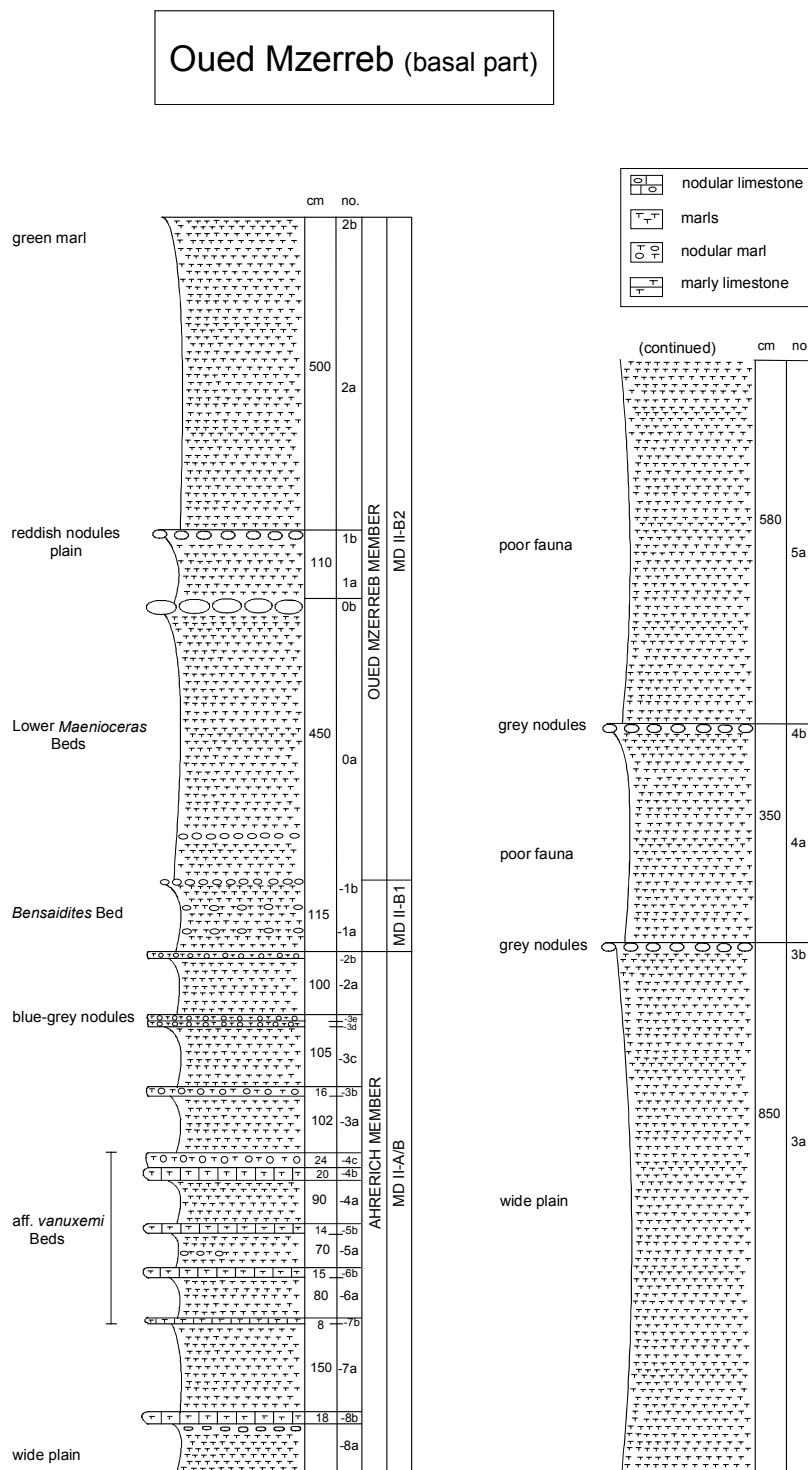 Oued Mzerreb (basal part)
cm no.
green marl
2b
500
2a
reddish nodules
plain
1b
110
1a
0b
Lower Maenioceras
Beds
450
0a
OUED MZERREB MEMBER
MD II-B2
Bensaidites Bed
-1b
115
-1a
MD II-B1
-2b
100
-2a
blue-grey nodules
-3e
-3d
105
-3c
16 -3b
102 -3a
24 -4c
20 -4b
90 -4a
aff. vanuxemi
Beds
14 -5b
70 -5a
15 -6b
80 -6a
8 -7b
150 -7a
18 -8b
wide plain
-8a
AHRERICH MEMBER
MD II-A/B
nodular limestone
marls
nodular marl
marly limestone
(continued)
cm no
580
poor fauna
5a
grey nodules
4b
350
poor fauna
4a
grey nodules
3b
850
3a
wide plain